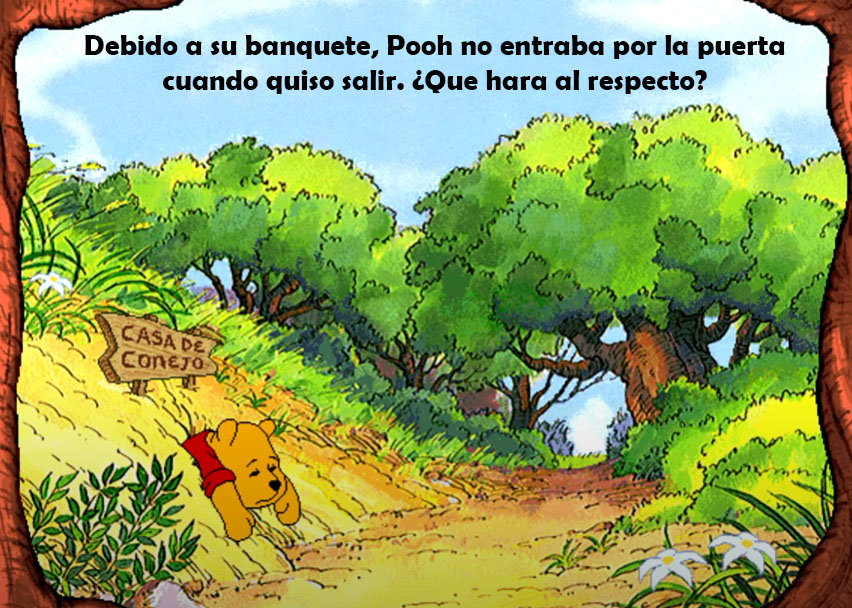 Debido a su banquete, Pooh no entraba por la puerta
cuando quiso salir. ¿Que hara al respecto?
CASA DE
CONEJO